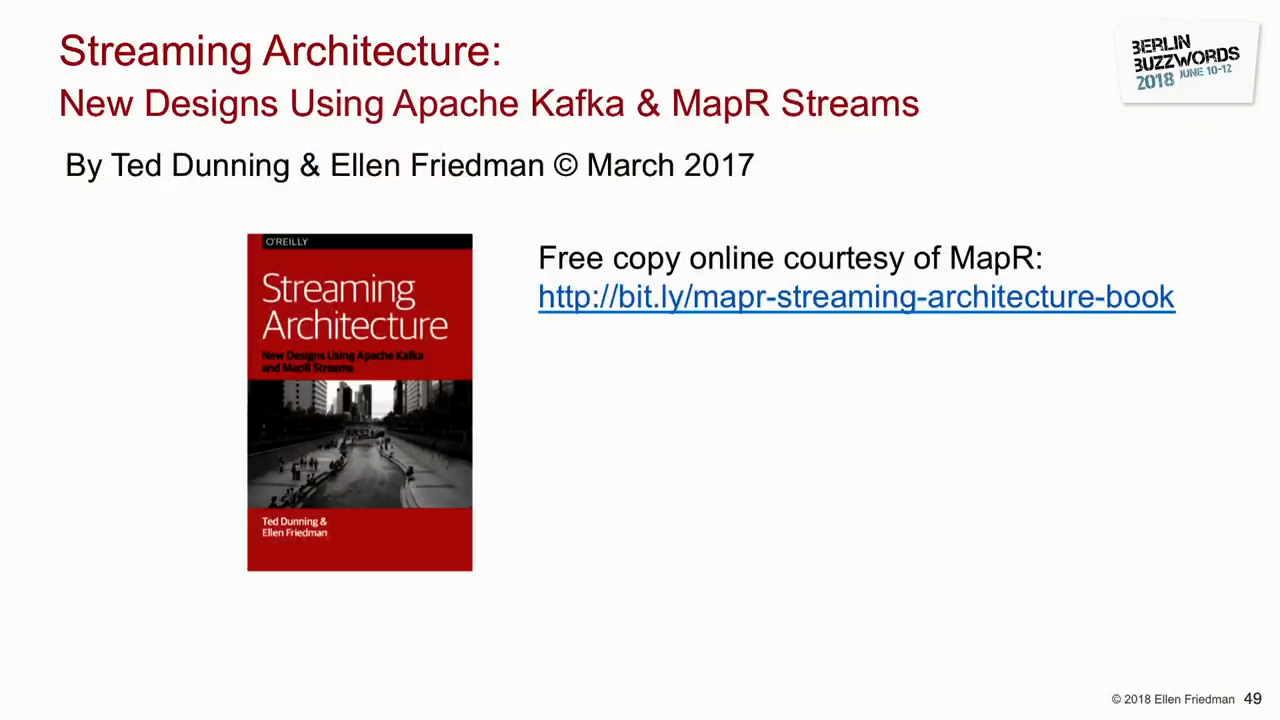 Streaming Architecture:
New Designs Using Apache Kafka & MapR Streams
BERLIN
BUZZWORDS
2018 JUNE 10-12
By Ted Dunning & Ellen Friedman © March 2017
O'REILLY
Streaming
Architecture
New Designs Using Apache Kafka
and MapR Streams
Ted Dunning &
Ellen Friedman
Free copy online courtesy of MapR:
http://bit.ly/mapr-streaming-architecture-book
© 2018 Ellen Friedman 49